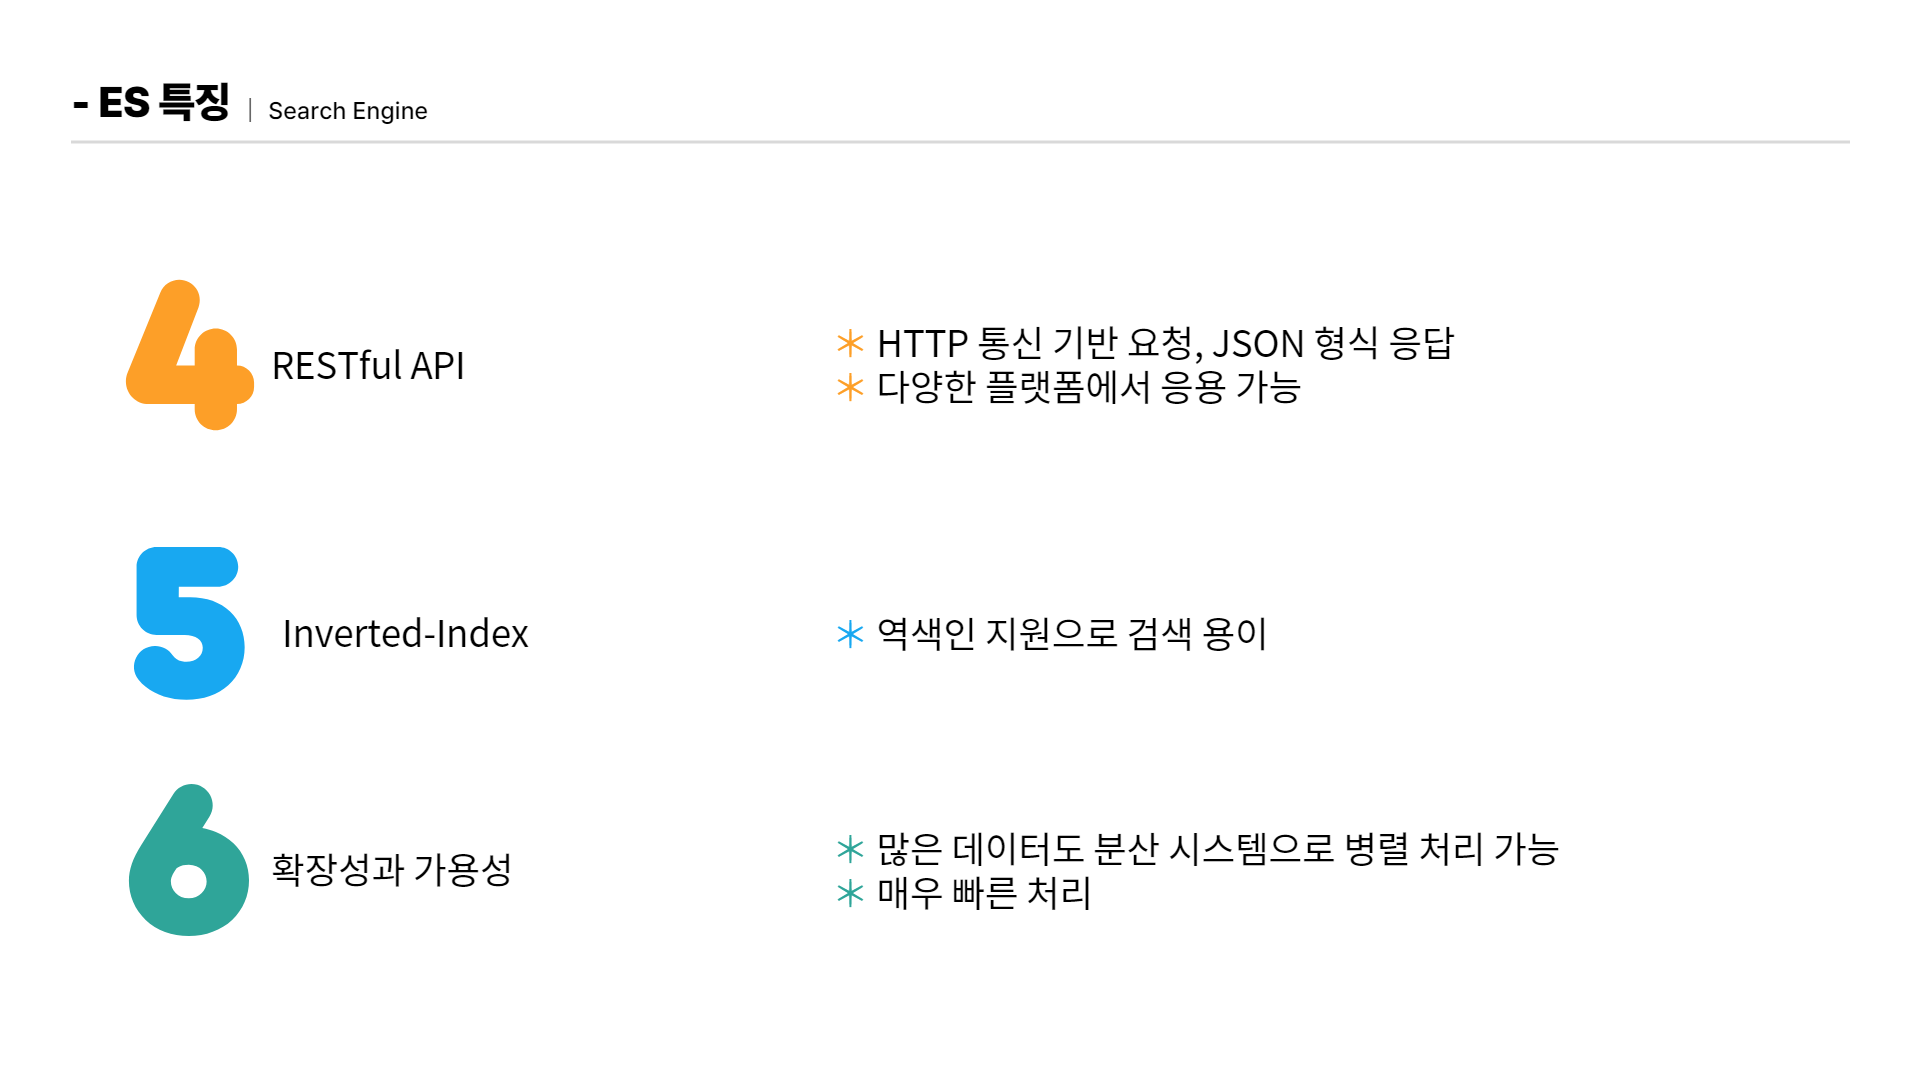 - ES 특징 | Search Engine
4 RESTful API
* HTTP 통신 기반 요청, JSON 형식 응답
* 다양한 플랫폼에서 응용 가능
5 Inverted-Index
* 역색인 지원으로 검색 용이
6 확장성과 가용성
* 많은 데이터도 분산 시스템으로 병렬 처리 가능
* 매우 빠른 처리